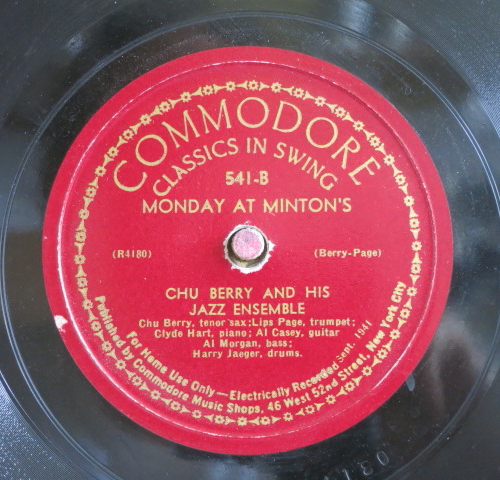 COMMODORE
CLASSICS IN SWING
541-B
MONDAY AT MINTON'S
(R4180) (Berry-Page)
CHU BERRY AND HIS
JAZZ ENSEMBLE
Chu Berry, tenor sax; Lips Page, trumpet;
Clyde Hart, piano; Al Casey, guitar
Al Morgan, bass;
Harry Jaeger, drums.
For Home Use Only—Electrically Recorded Sept. 1941
Published by Commodore Music Shops, 46 West 52nd Street, New York City